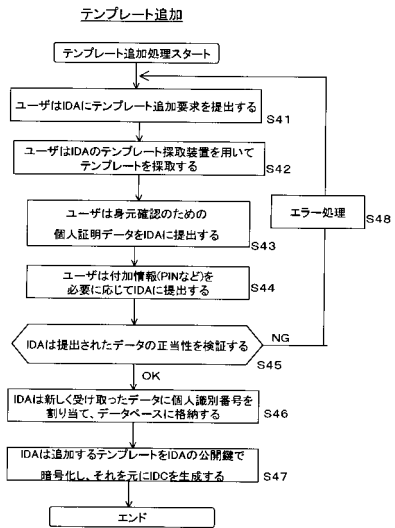 テンプレート追加
テンプレート追加処理スタート
ユーザはIDAにテンプレート追加要求を提出する
S41
ユーザはIDAのテンプレート採取装置を用いて
テンプレートを採取する
S42
ユーザは身元確認のための
個人証明データをIDAに提出する
S43
エラー処理
S48
ユーザは付加情報(PINなど)を
必要に応じてIDAに提出する
S44
IDAは提出されたデータの正当性を検証する
NG
S45
OK
IDAは新しく受け取ったデータに個人識別番号を
割り当て、データベースに格納する
S46
IDAは追加するテンプレートをIDAの公開鍵で
暗号化し、それを元にIDCを生成する
S47
エンド